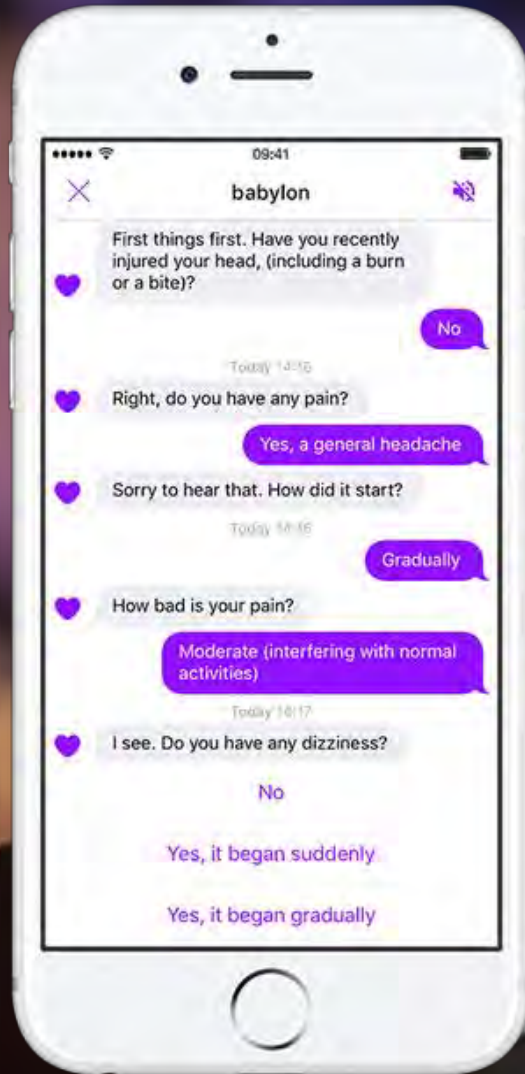 09:41
babylon
First things first. Have you recently
injured your head, (including a burn
or a bite)?
No
Right, do you have any pain?
Yes, a general headache
Sorry to hear that. How did it start?
Gradually
How bad is your pain?
Moderate (interfering with normal
activities)
I see. Do you have any dizziness?
No
Yes, it began suddenly
Yes, it began gradually